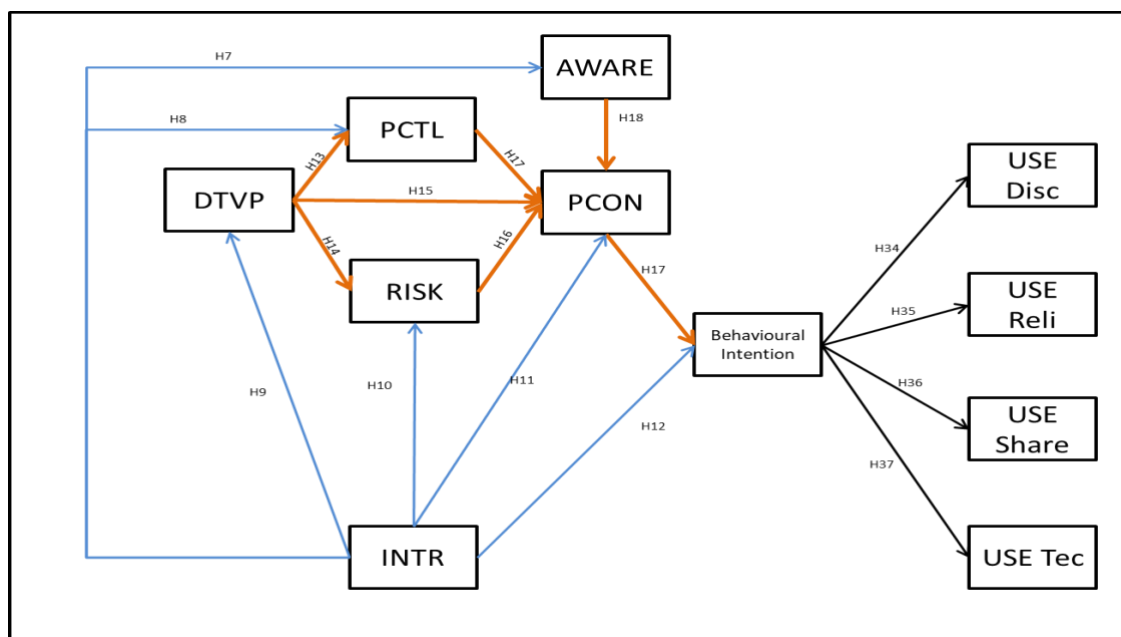 H7
AWARE
H8
PCTL
H18
H13
H17
DTVP
H15
PCON
USE
Disc
H14
H16
RISK
H17
H34
USE
Reli
H35
Behavioural
Intention
H9
H10
H11
H12
H36
USE
Share
H37
INTR
USE Tec